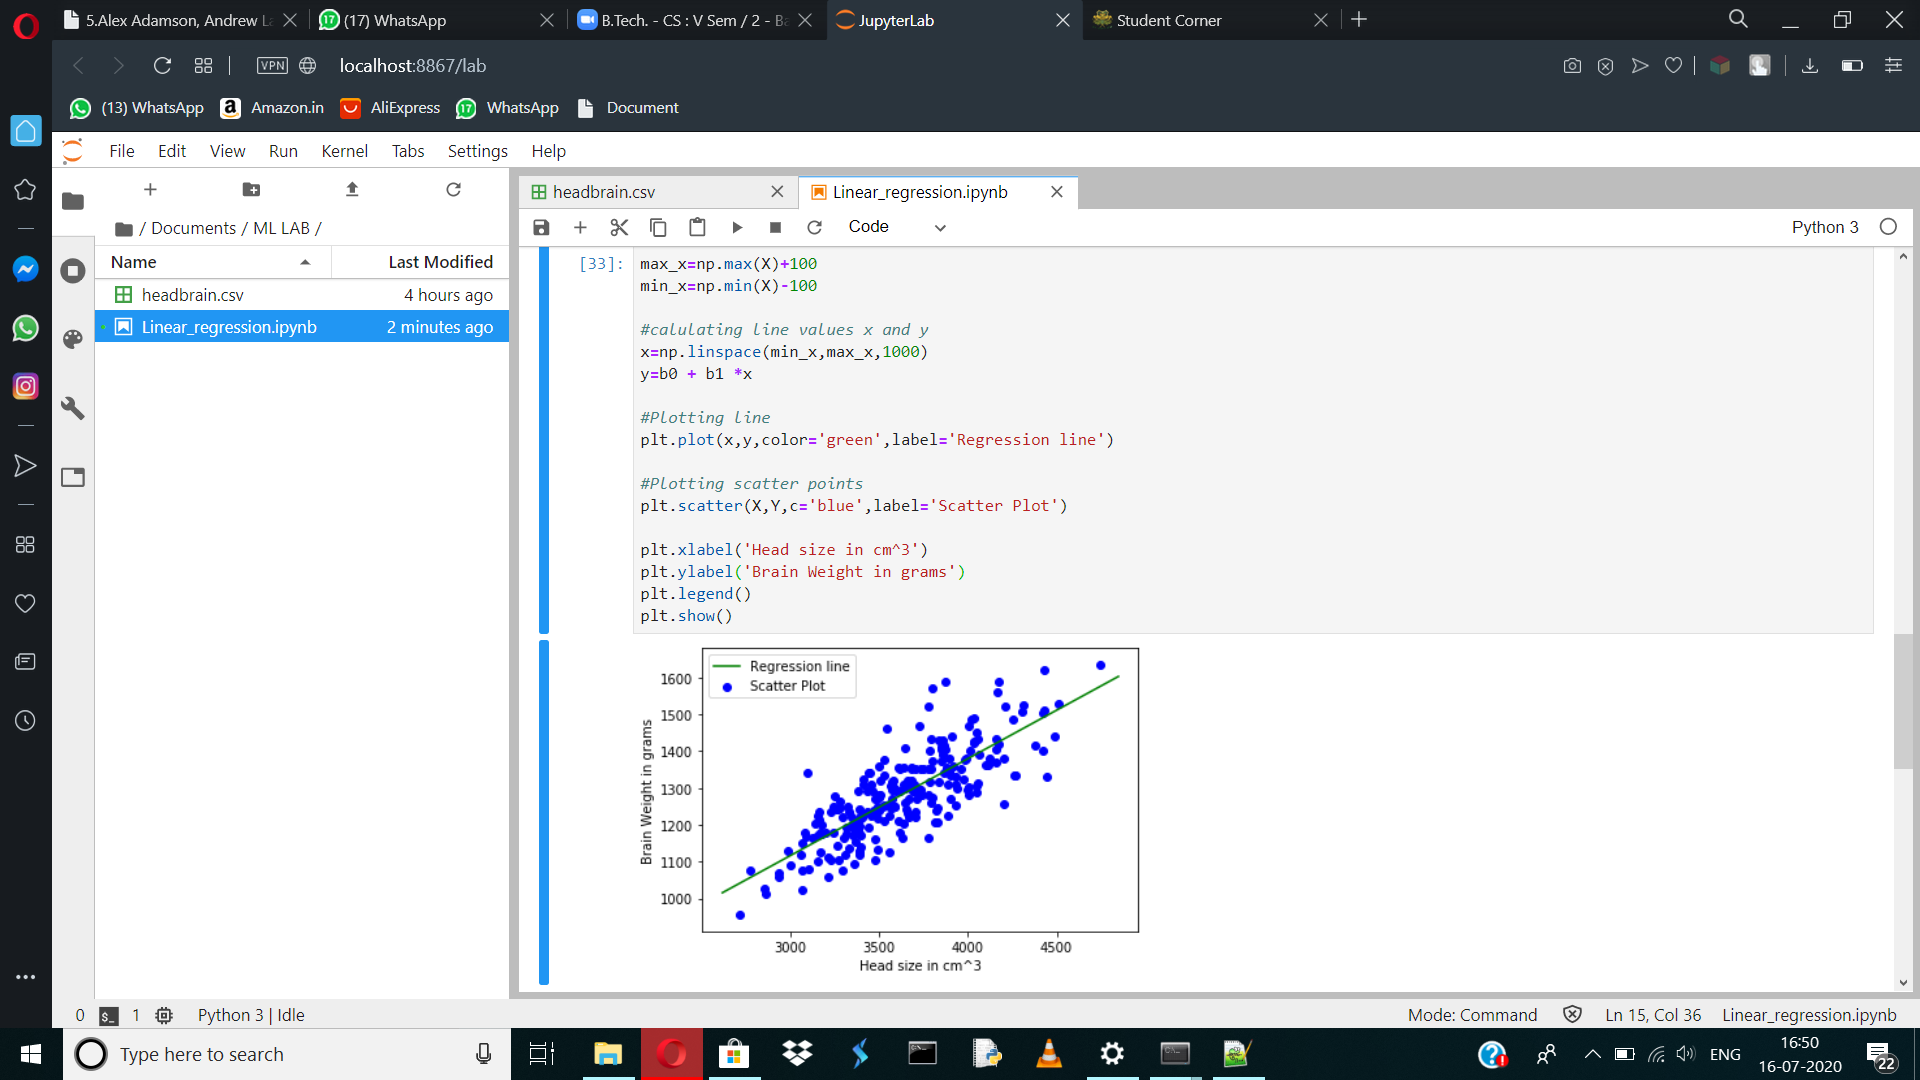 5.Alex Adamson, Andrew L
(17) WhatsApp
B.Tech. - CS : V Sem / 2 - B
JupyterLab
Student Corner
VPN
localhost:8867/lab
(13) WhatsApp
Amazon.in
AliExpress
17
WhatsApp
Document
File
Edit
View
Run
Kernel
Tabs
Settings
Help
/ Documents / ML LAB /
Name
Last Modified
headbrain.csv
4 hours ago
Linear_regression.ipynb
2 minutes ago
headbrain.csv
Linear_regression.ipynb
Code
Python 3
[33]:
max_x=np.max(X)+100
min_x=np.min(X)-100
#calulating line values x and y
x=np.linspace(min_x,max_x,1000)
y=b0 + b1 *x
#Plotting line
plt.plot(x,y,color='green',label='Regression line')
#Plotting scatter points
plt.scatter(X,Y,c='blue',label='Scatter Plot')
plt.xlabel('Head size in cm^3')
plt.ylabel('Brain Weight in grams')
plt.legend()
plt.show()
Regression line
Scatter Plot
Brain Weight in grams
1600
1500
1400
1300
1200
1100
1000
3000
3500
4000
4500
Head size in cm^3
0
$_
1
Python 3 | Idle
Mode: Command
Ln 15, Col 36
Linear_regression.ipynb
Type here to search
ENG
16:50
16-07-2020
22